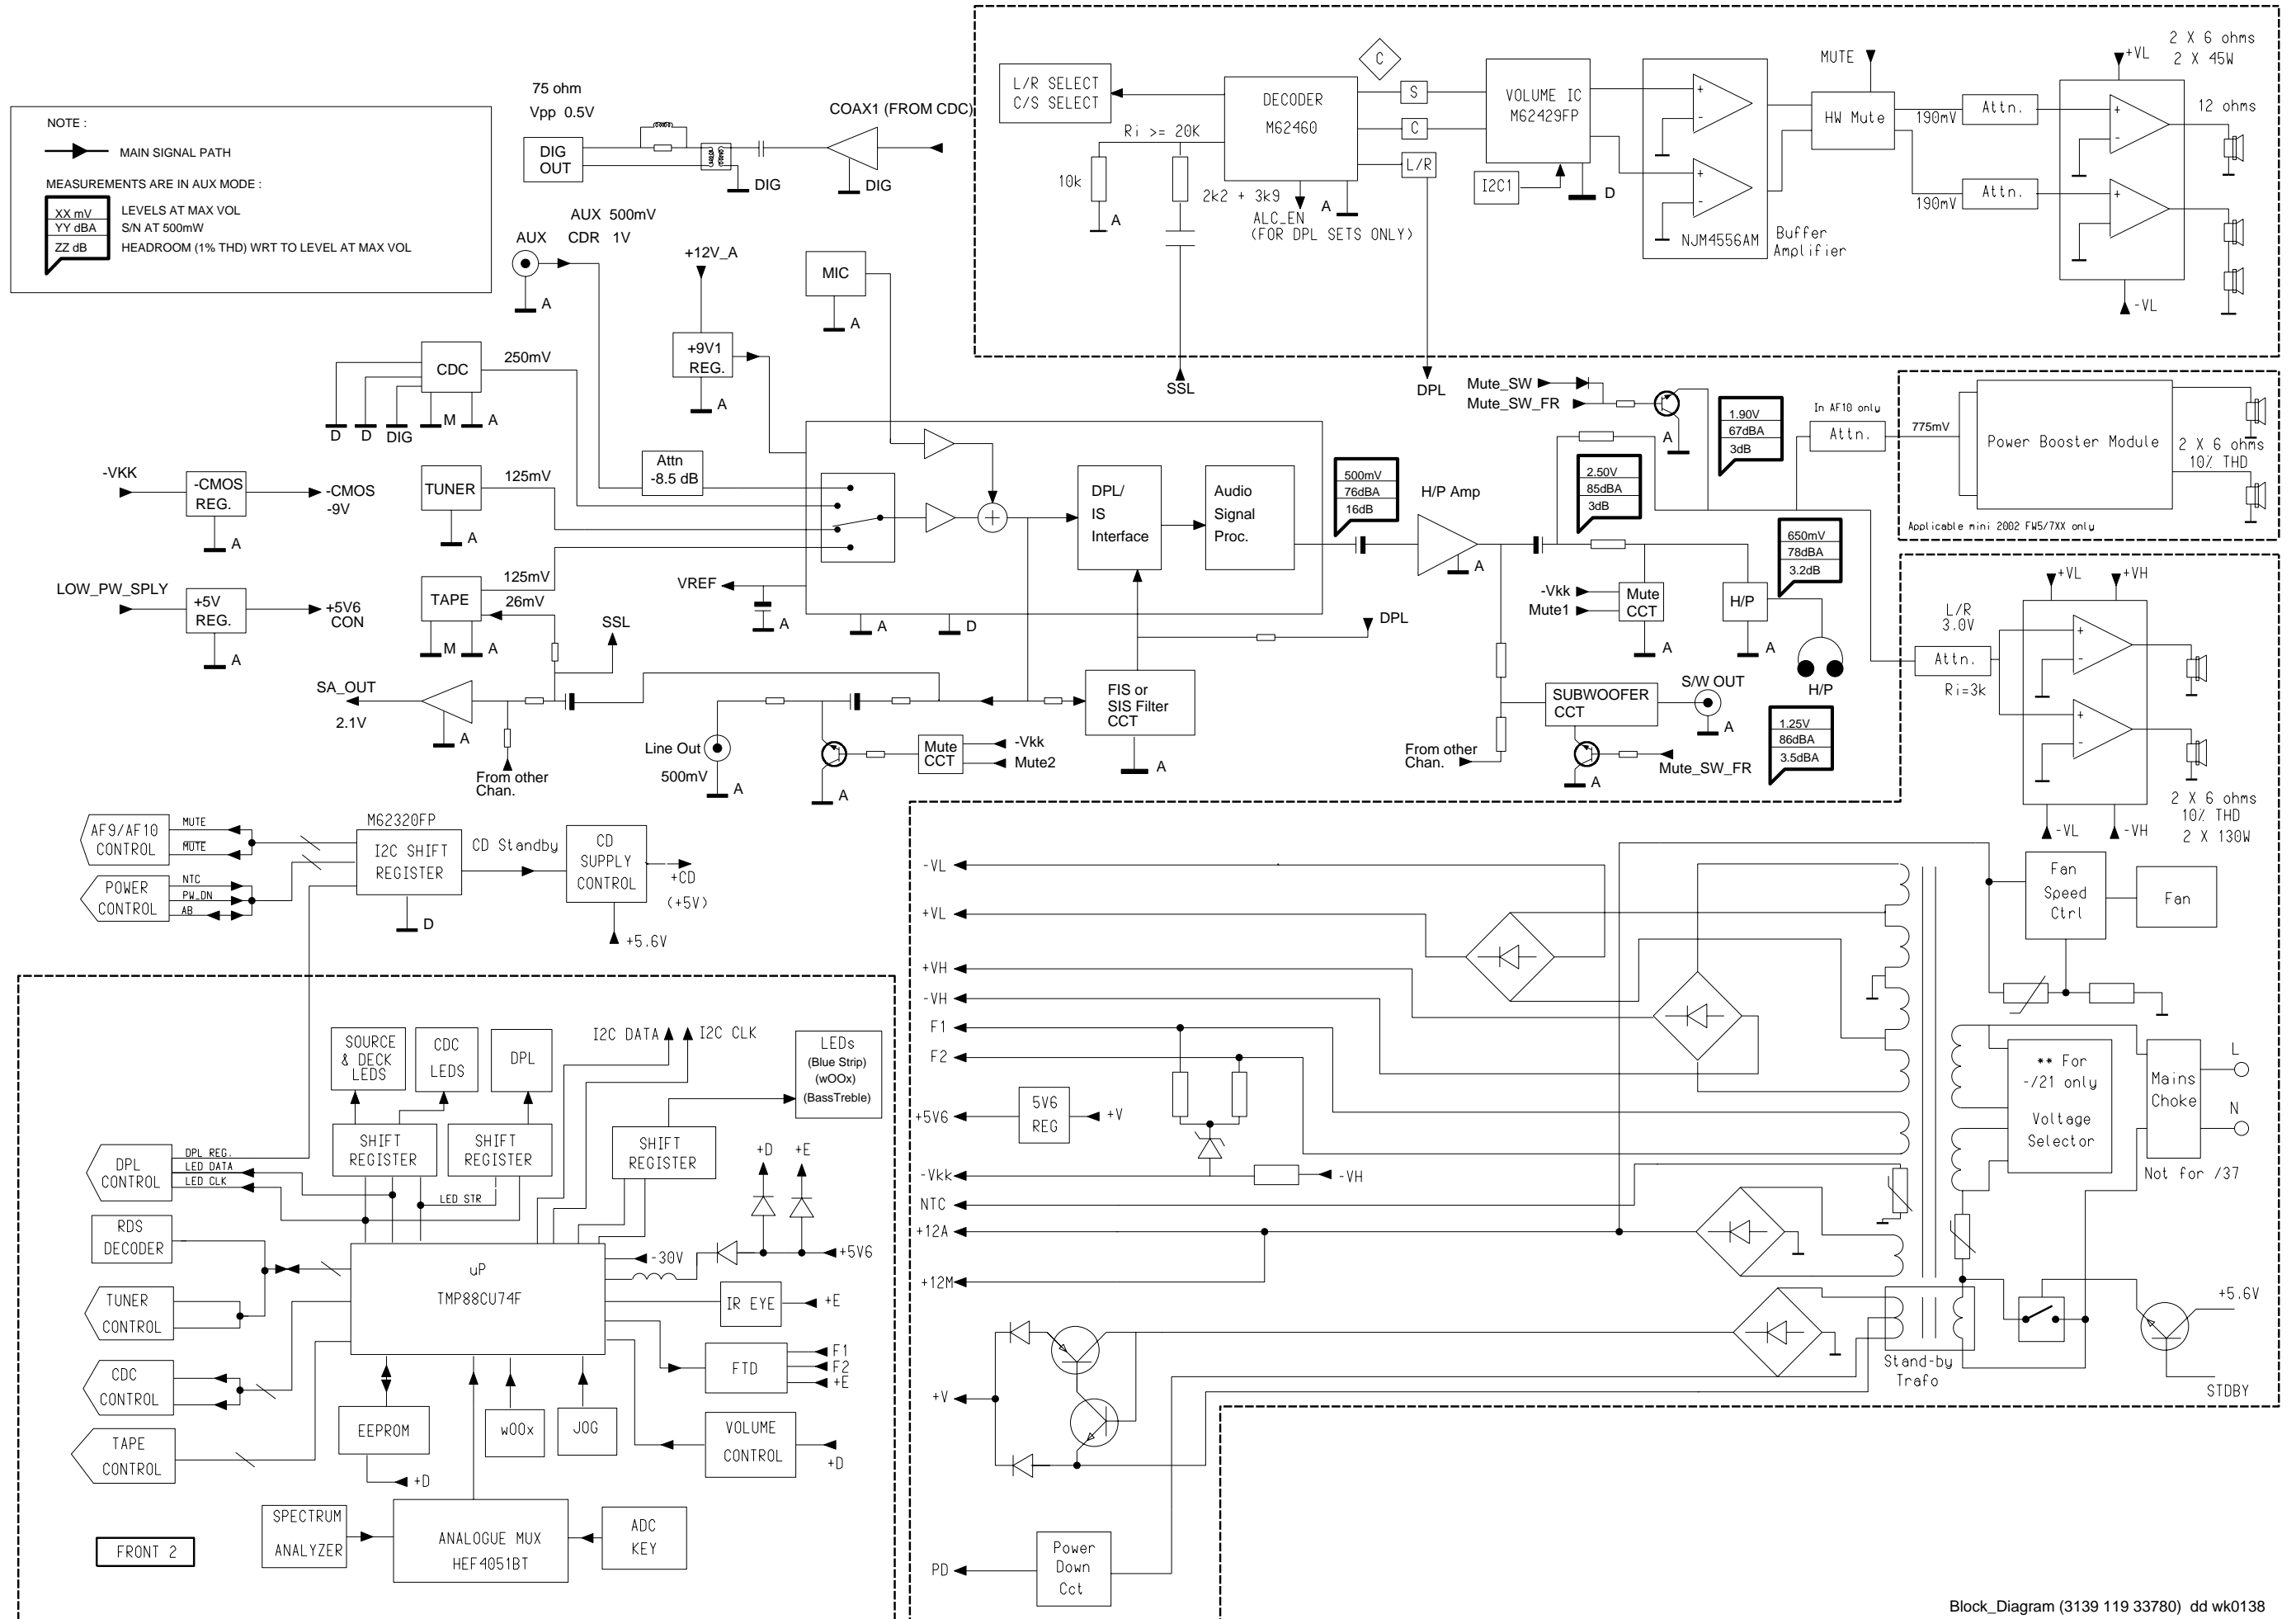 NOTE :
MAIN SIGNAL PATH
MEASUREMENTS ARE IN AUX MODE :
XX mV
YY dBA
ZZ dB
LEVELS AT MAX VOL
S/N AT 500mW
HEADROOM (1% THD) WRT TO LEVEL AT MAX VOL
75 ohm
Vpp 0.5V
DIG
OUT
COAX1 (FROM CDC)
DIG
DIG
AUX 500mV
CDR 1V
AUX
A
+12V_A
+9V1
REG.
A
MIC
A
L/R SELECT
C/S SELECT
Ri >= 20K
10k
A
2k2 + 3k9
DECODER
M62460
ALC_EN
(FOR DPL SETS ONLY)
A
C
S
C
L/R
VOLUME IC
M62429FP
I2C1
D
+
-
+
-
NJM4556AM
Buffer
Amplifier
MUTE
HW Mute
190mV
Attn.
190mV
Attn.
+VL
2 X 6 ohms
2 X 45W
12 ohms
+
-
+
-
-VL
SSL
DPL
CDC
250mV
D
D
DIG
M
A
-VKK
-CMOS
REG.
-CMOS
-9V
A
TUNER
125mV
A
LOW_PW_SPLY
+5V
REG.
+5V6
CON
A
TAPE
125mV
26mV
M
A
SSL
SA_OUT
2.1V
A
From other
Chan.
Attn
-8.5 dB
VREF
A
A
D
DPL/
IS
Interface
Audio
Signal
Proc.
500mV
76dBA
16dB
H/P Amp
A
DPL
FIS or
SIS Filter
CCT
A
Line Out
500mV
A
A
Mute
CCT
-Vkk
Mute2
Mute_SW
Mute_SW_FR
A
1.90V
67dBA
3dB
2.50V
85dBA
3dB
650mV
78dBA
3.2dB
-Vkk
Mute1
Mute
CCT
A
H/P
A
H/P
From other
Chan.
SUBWOOFER
CCT
S/W OUT
A
A
Mute_SW_FR
1.25V
86dBA
3.5dBA
In AF10 only
Attn.
775mV
Power Booster Module
2 X 6 ohms
10% THD
Applicable mini 2002 FW5/7XX only
L/R
3.0V
Attn.
Ri=3k
+VL
+VH
+
-
+
-
-VL
-VH
2 X 6 ohms
10% THD
2 X 130W
AF9/AF10
CONTROL
MUTE
MUTE
POWER
CONTROL
NTC
PW_DN
AB
M62320FP
I2C SHIFT
REGISTER
D
CD Standby
CD
SUPPLY
CONTROL
+CD
(+5V)
+5.6V
SOURCE
& DECK
LEDS
CDC
LEDS
DPL
I2C DATA
I2C CLK
LEDs
(Blue Strip)
(wOOx)
(BassTreble)
SHIFT
REGISTER
SHIFT
REGISTER
SHIFT
REGISTER
DPL
CONTROL
DPL REG.
LED DATA
LED CLK
LED STR
RDS
DECODER
TUNER
CONTROL
CDC
CONTROL
TAPE
CONTROL
uP
TMP88CU74F
-30V
+D
+E
+5V6
IR EYE
+E
FTD
F1
F2
+E
VOLUME
CONTROL
+D
EEPROM
+D
wOOx
JOG
SPECTRUM
ANALYZER
ANALOGUE MUX
HEF4051BT
ADC
KEY
FRONT 2
-VL
+VL
+VH
-VH
F1
F2
+5V6
5V6
REG
+V
-Vkk
-VH
NTC
+12A
+12M
+V
PD
Power
Down
Cct
Fan
Speed
Ctrl
Fan
** For
-/21 only
Voltage
Selector
Mains
Choke
L
N
Not for /37
Stand-by
Trafo
+5.6V
STDBY
Block_Diagram (3139 119 33780) dd wk0138